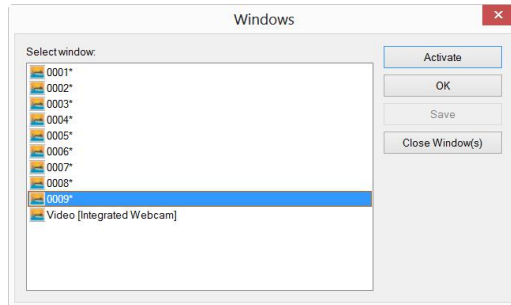 Windows
Select window:
Activate
0001*
0002*
OK
0003*
0004*
Save
0005*
0006*
Close Window(s)
0007*
0008*
0009*
Video [Integrated Webcam]